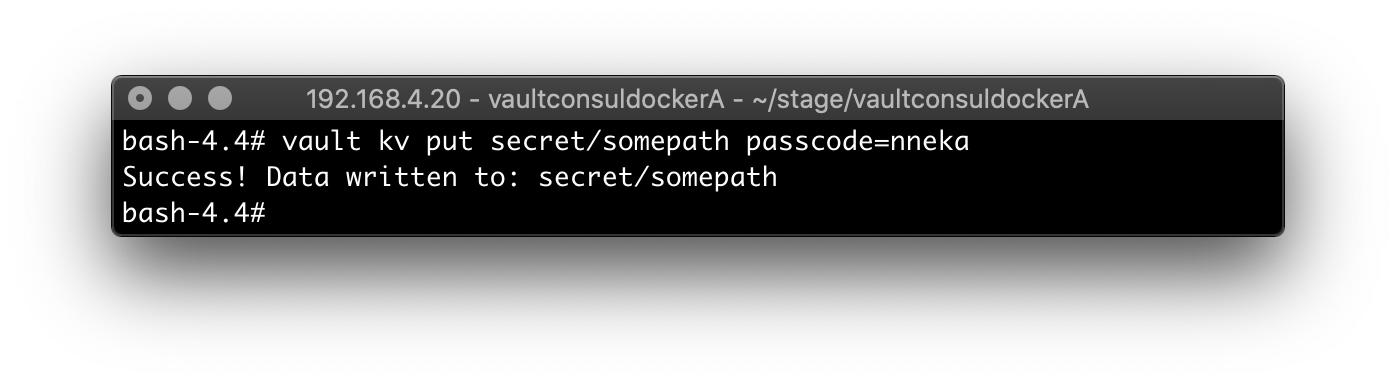 192.168.4.20 - vaultconsuldockerA - ~/stage/vaultconsuldockerA
bash-4.4# vault kv put secret/somepath passcode=nneka
Success! Data written to: secret/somepath
bash-4.4#